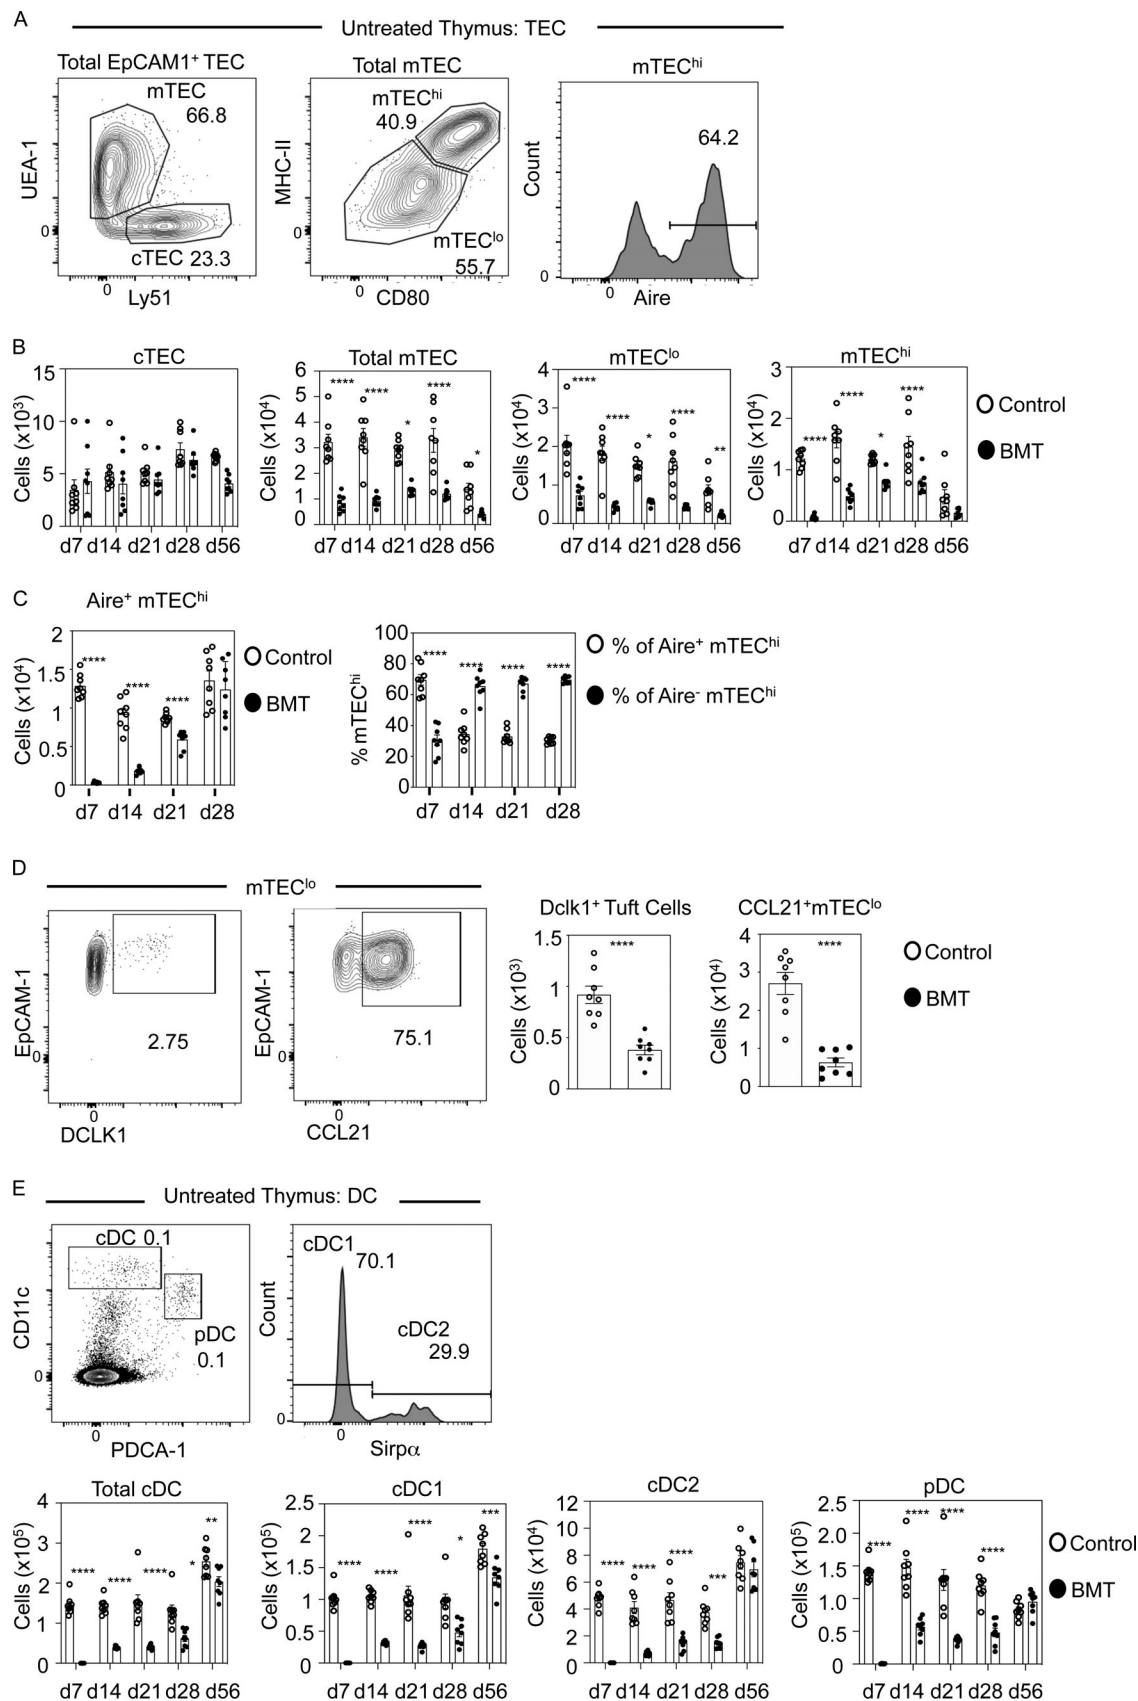 A
Untreated Thymus: TEC
Total EpCAM1+ TEC
mTEC
66.8
cTEC 23.3
UEA-1
0
0
Ly51
Total mTEC
mTEChi
40.9
mTEClo
55.7
MHC-II
0
0
CD80
mTEChi
64.2
Count
0
0
Aire
B
cTEC
Cells (x10³)
15
10
5
0
d7 d14 d21 d28 d56
Total mTEC
Cells (x10⁴)
6
5
4
3
2
1
0
**** **** * **** *
d7 d14 d21 d28 d56
mTEClo
Cells (x10⁴)
4
3
2
1
0
**** **** * **** **
d7 d14 d21 d28 d56
mTEChi
Cells (x10⁴)
3
2
1
0
**** **** * ****
d7 d14 d21 d28 d56
Control
BMT
C
Aire+ mTEChi
Cells (x10⁴)
2
1.5
1
0.5
0
**** **** ****
d7 d14 d21 d28
Control
BMT
% mTEChi
100
80
60
40
20
0
**** **** **** ****
d7 d14 d21 d28
% of Aire+ mTEChi
% of Aire- mTEChi
D
mTEClo
EpCAM-1
0
2.75
0
DCLK1
EpCAM-1
0
75.1
0
CCL21
Dclk1+ Tuft Cells
Cells (x10³)
1.5
1
0.5
0
****
CCL21+mTEClo
Cells (x10⁴)
4
3
2
1
0
****
Control
BMT
E
Untreated Thymus: DC
cDC 0.1
pDC
0.1
CD11c
0
0
PDCA-1
cDC1
70.1
cDC2
29.9
Count
0
0
Sirpα
Total cDC
Cells (x10⁵)
4
3
2
1
0
**** **** **** * **
d7 d14 d21 d28 d56
cDC1
Cells (x10⁵)
2.5
2
1.5
1
0.5
0
**** **** **** * ***
d7 d14 d21 d28 d56
cDC2
Cells (x10⁴)
12
10
8
6
4
2
0
**** **** **** ***
d7 d14 d21 d28 d56
pDC
Cells (x10⁵)
2.5
2.0
1.5
1.0
0.5
0
**** **** **** ****
d7 d14 d21 d28 d56
Control
BMT